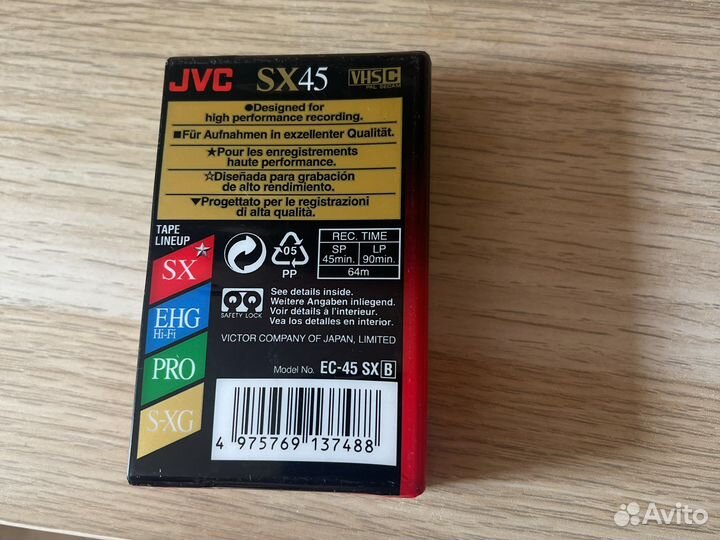 JVC SX45 VHS C
PAL SECAM
●Designed for
high performance recording.
■Für Aufnahmen in exzellenter Qualität.
★Pour les enregistrements
haute performance.
☆Diseñada para grabación
de alto rendimiento.
▼Progettato per le registrazioni
di alta qualità.
TAPE
LINEUP
SX★
EHG
Hi-Fi
PRO
S-XG
05
PP
REC. TIME
SP LP
45min. 90min.
64m
SAFETY LOCK
See details inside.
Weitere Angaben inliegend.
Voir détails à l'interieur.
Vea los detalles en interior.
VICTOR COMPANY OF JAPAN, LIMITED
Model No. EC-45 SX B
4 975769 137488
Avito